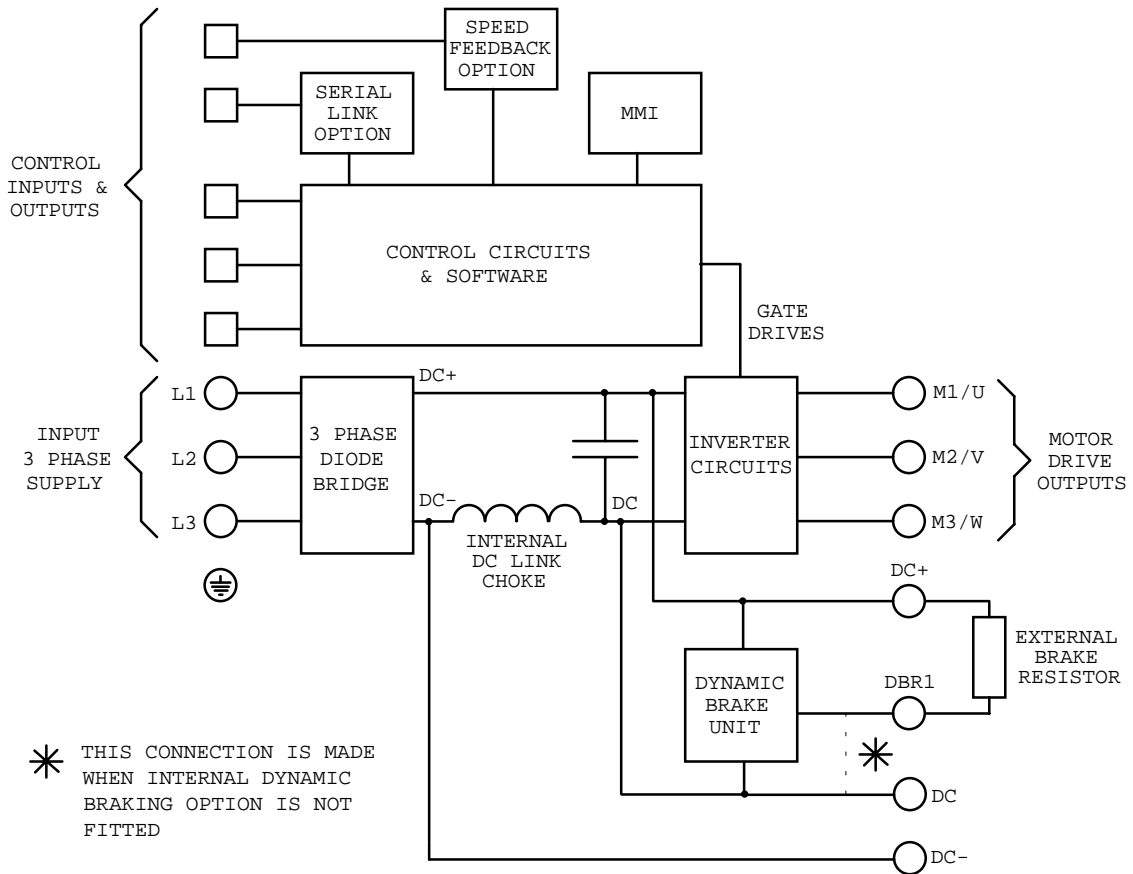 SPEED
FEEDBACK
OPTION
SERIAL
LINK
OPTION
MMI
CONTROL
INPUTS &
OUTPUTS
CONTROL CIRCUITS
& SOFTWARE
GATE
DRIVES
DC+
L1
M1/U
INPUT
3 PHASE
SUPPLY
L2
3 PHASE
DIODE
BRIDGE
INVERTER
CIRCUITS
M2/V
MOTOR
DRIVE
OUTPUTS
DC-
DC
L3
M3/W
INTERNAL
DC LINK
CHOKE
DC+
EXTERNAL
BRAKE
RESISTOR
DYNAMIC
BRAKE
UNIT
DBR1
THIS CONNECTION IS MADE
WHEN INTERNAL DYNAMIC
BRAKING OPTION IS NOT
FITTED
DC
DC-